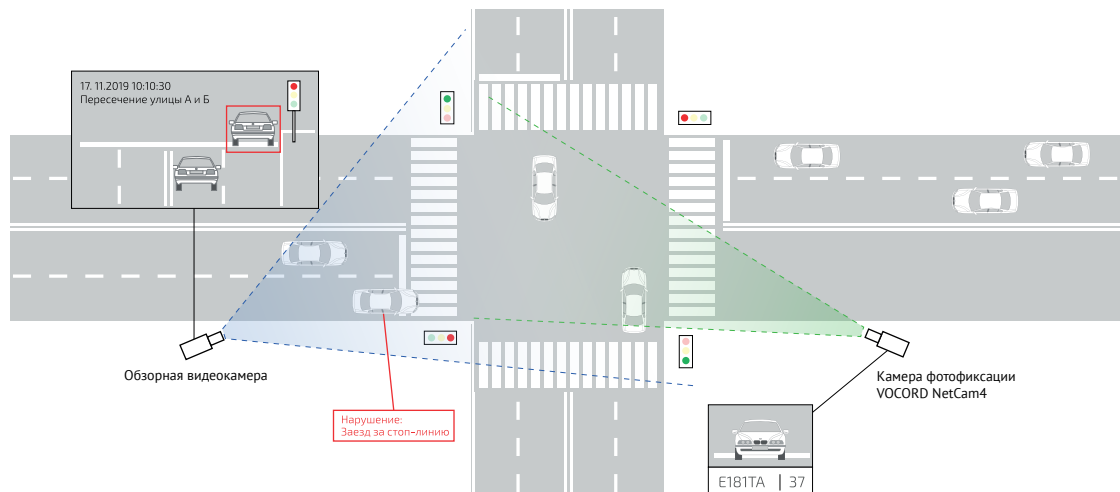 17. 11.2019 10:10:30
Пересечение улицы А и Б
Обзорная видеокамера
Нарушение:
Заезд за стоп-линию
Камера фотофиксации
VOCORD NetCam4
E181TA | 37